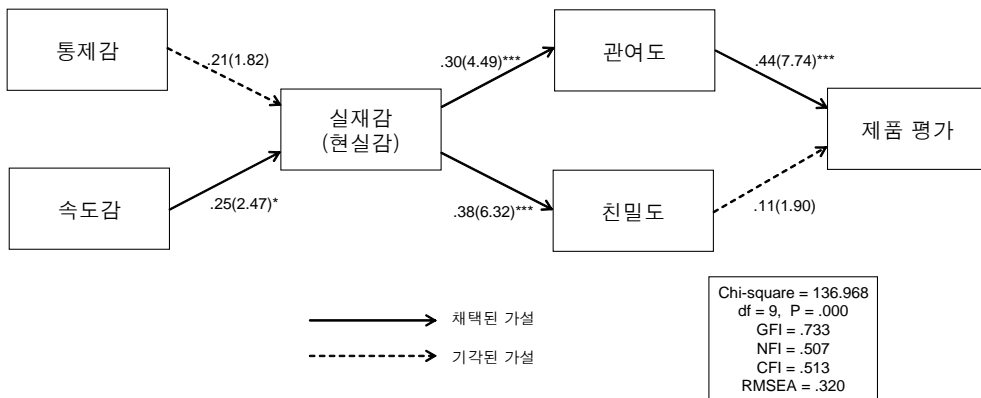 통제감
.21(1.82)
속도감
.25(2.47)*
실재감
(현실감)
.30(4.49)***
.38(6.32)***
관여도
친밀도
.44(7.74)***
.11(1.90)
제품 평가
채택된 가설
기각된 가설
Chi-square = 136.968
df = 9, P = .000
GFI = .733
NFI = .507
CFI = .513
RMSEA = .320